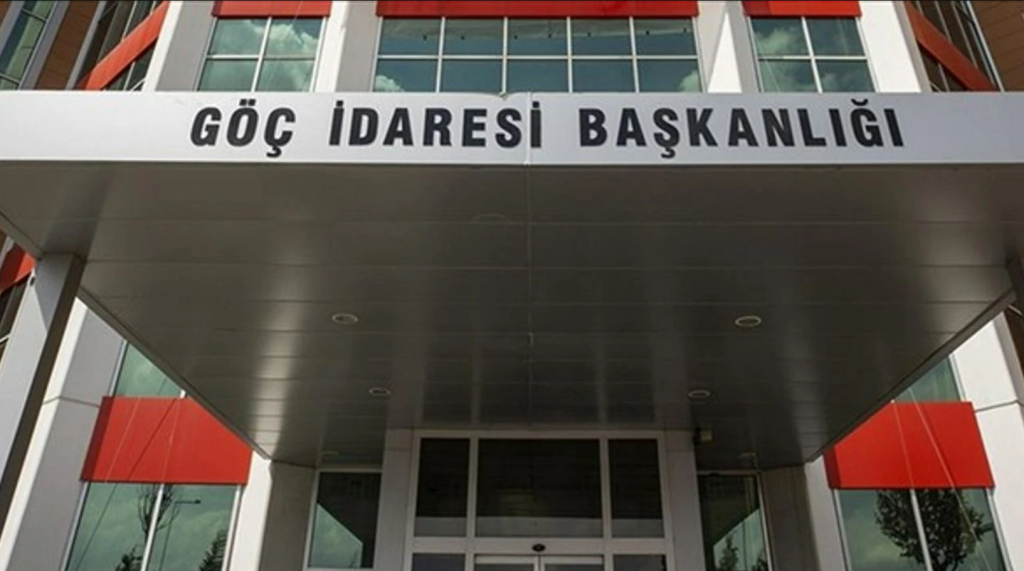 GÖÇ İDARESİ BAŞKANLIĞI